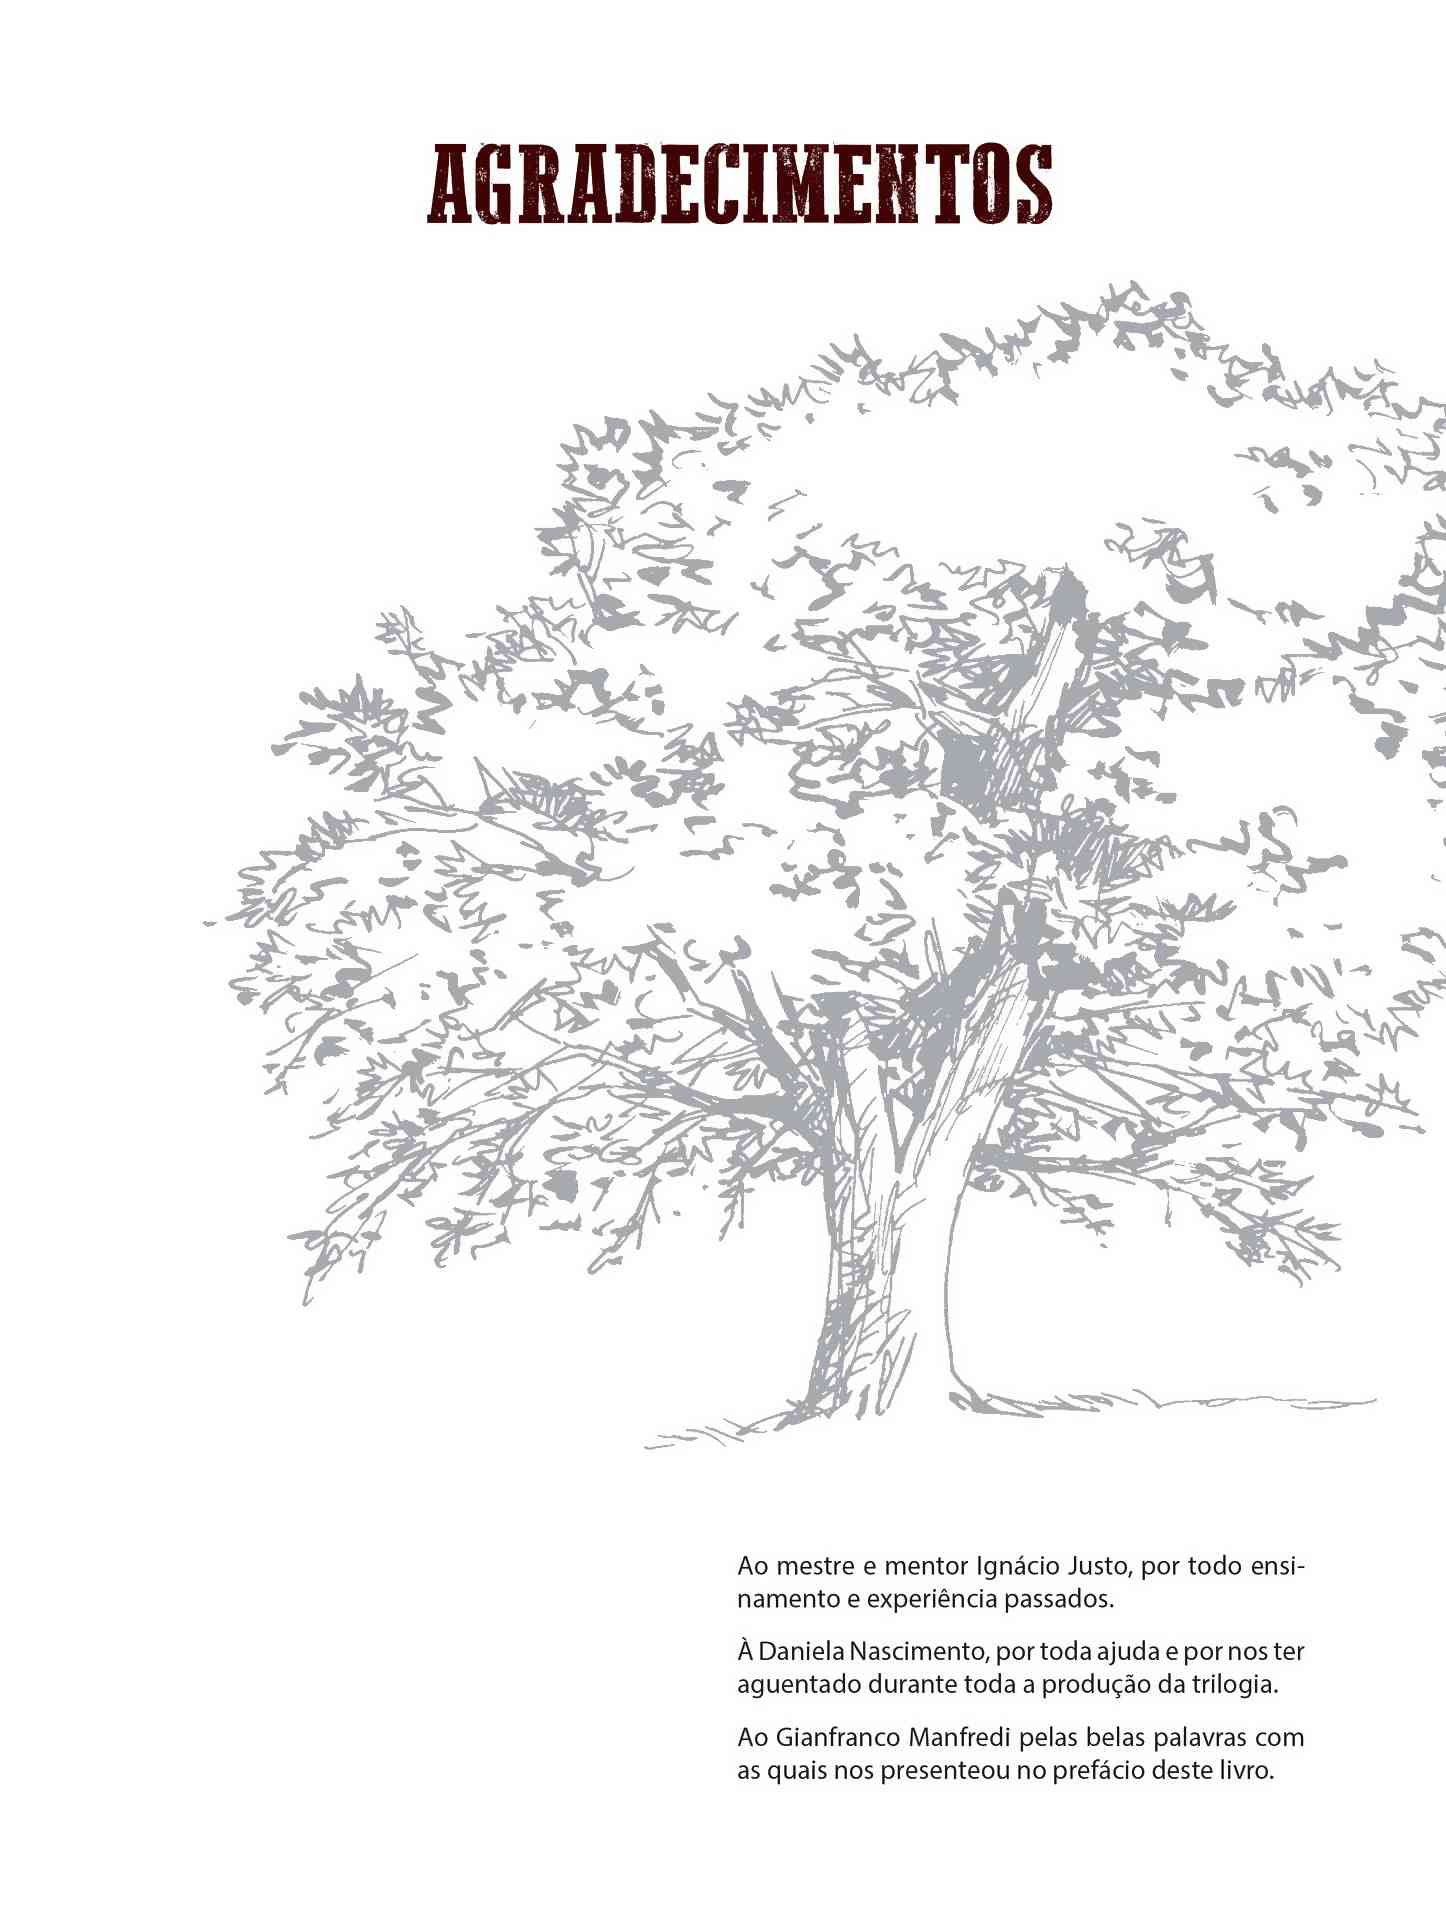 AGRADECIMENTOS
Ao mestre e mentor Ignácio Justo, por todo ensi-
namento e experiência passados.
À Daniela Nascimento, por toda ajuda e por nos ter
aguentado durante toda a produção da trilogia.
Ao Gianfranco Manfredi pelas belas palavras com
as quais nos presenteou no prefácio deste livro.